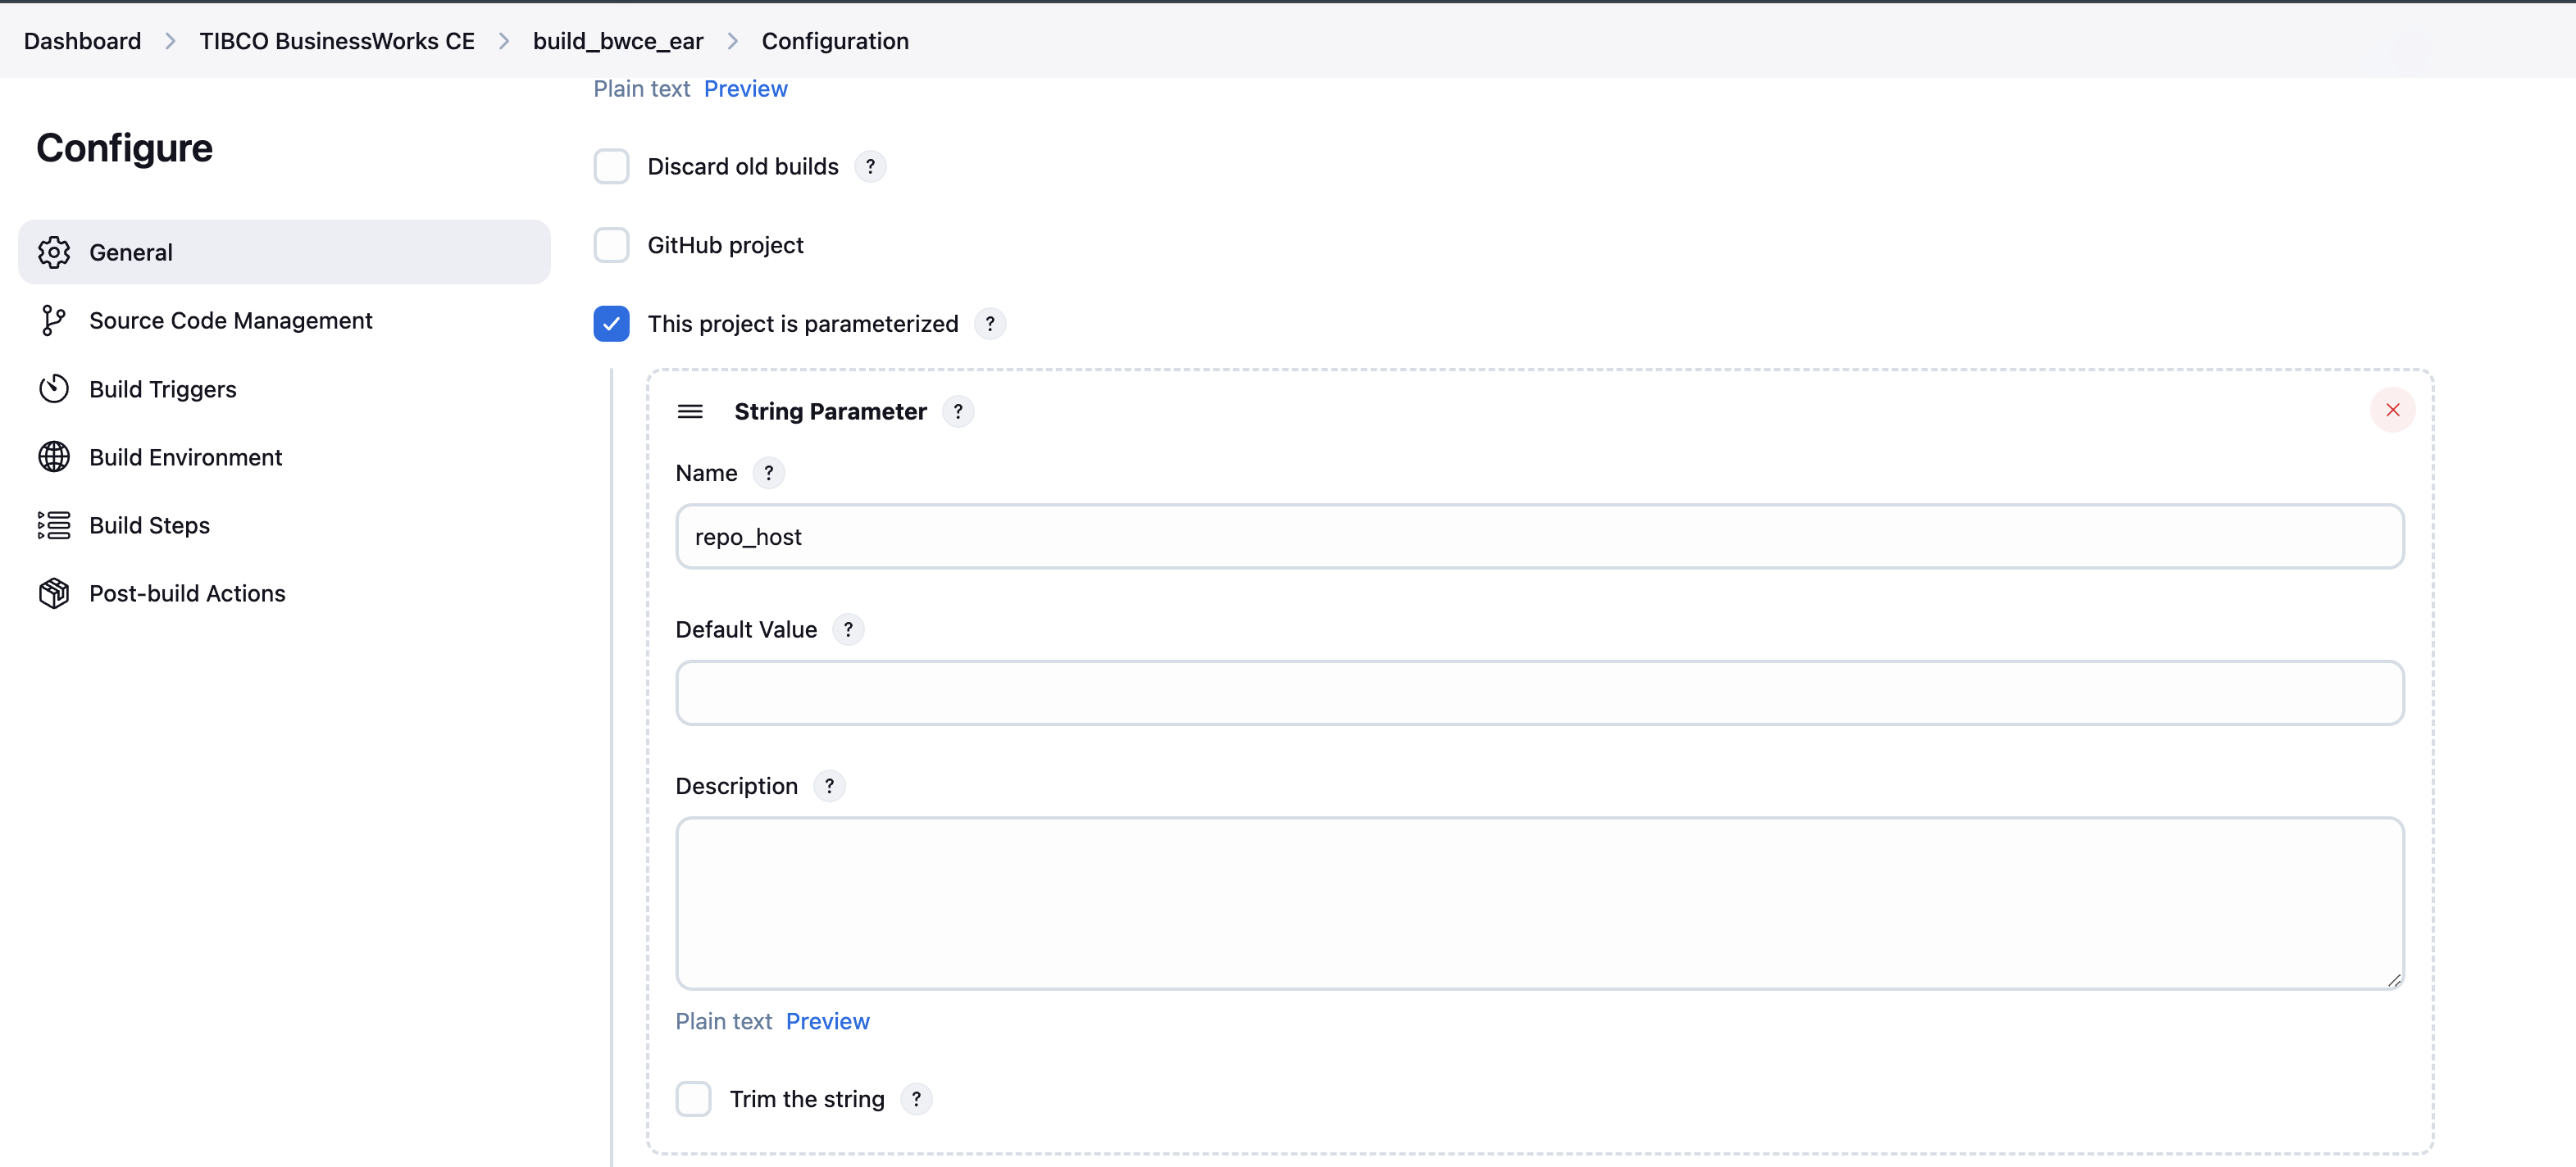 Dashboard > TIBCO BusinessWorks CE > build_bwce_ear > Configuration
Plain text Preview
Configure
General
Source Code Management
Build Triggers
Build Environment
Build Steps
Post-build Actions
Discard old builds ?
GitHub project
This project is parameterized ?
String Parameter ?
Name ?
repo_host
Default Value ?
Description ?
Plain text Preview
Trim the string ?